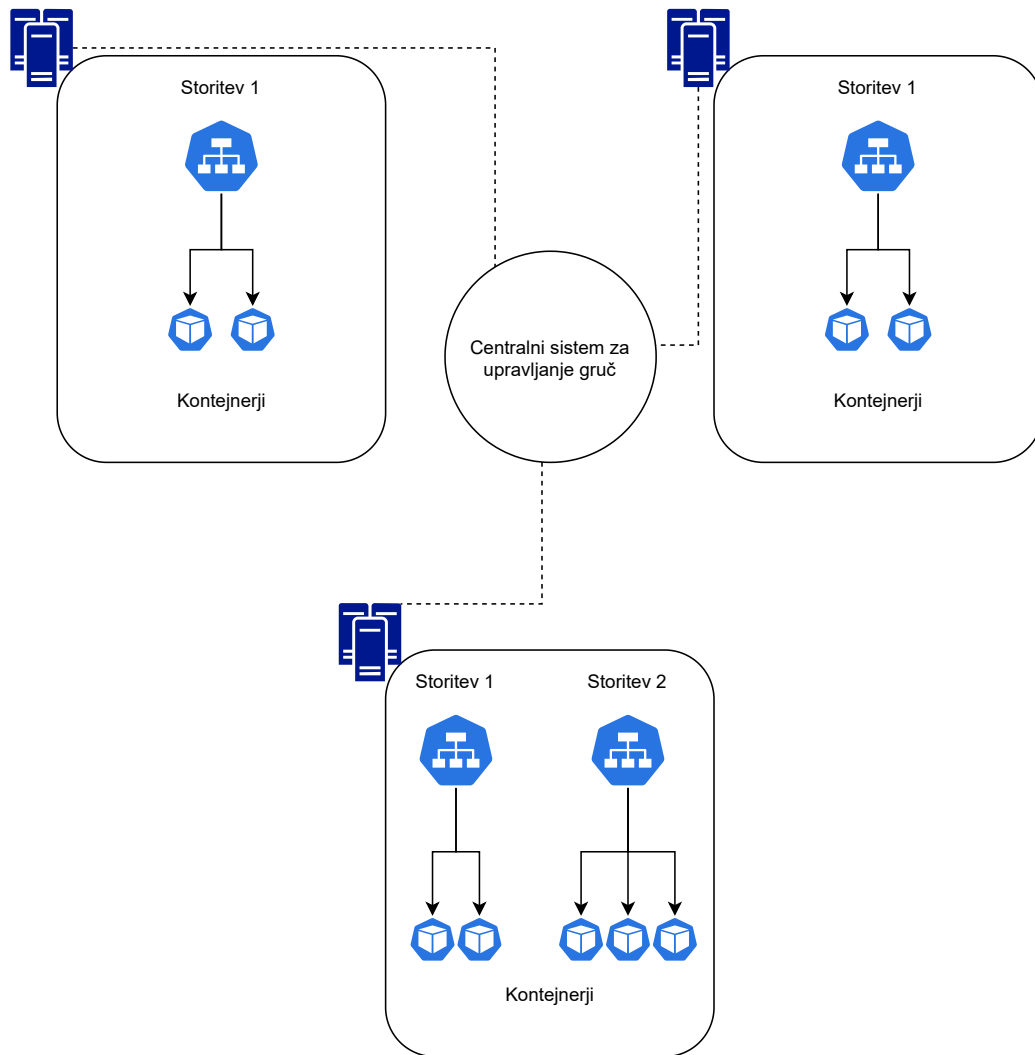 Storitev 1
Kontejnerji
Storitev 1
Kontejnerji
Centralni sistem za
upravljanje gruč
Storitev 1
Storitev 2
Kontejnerji